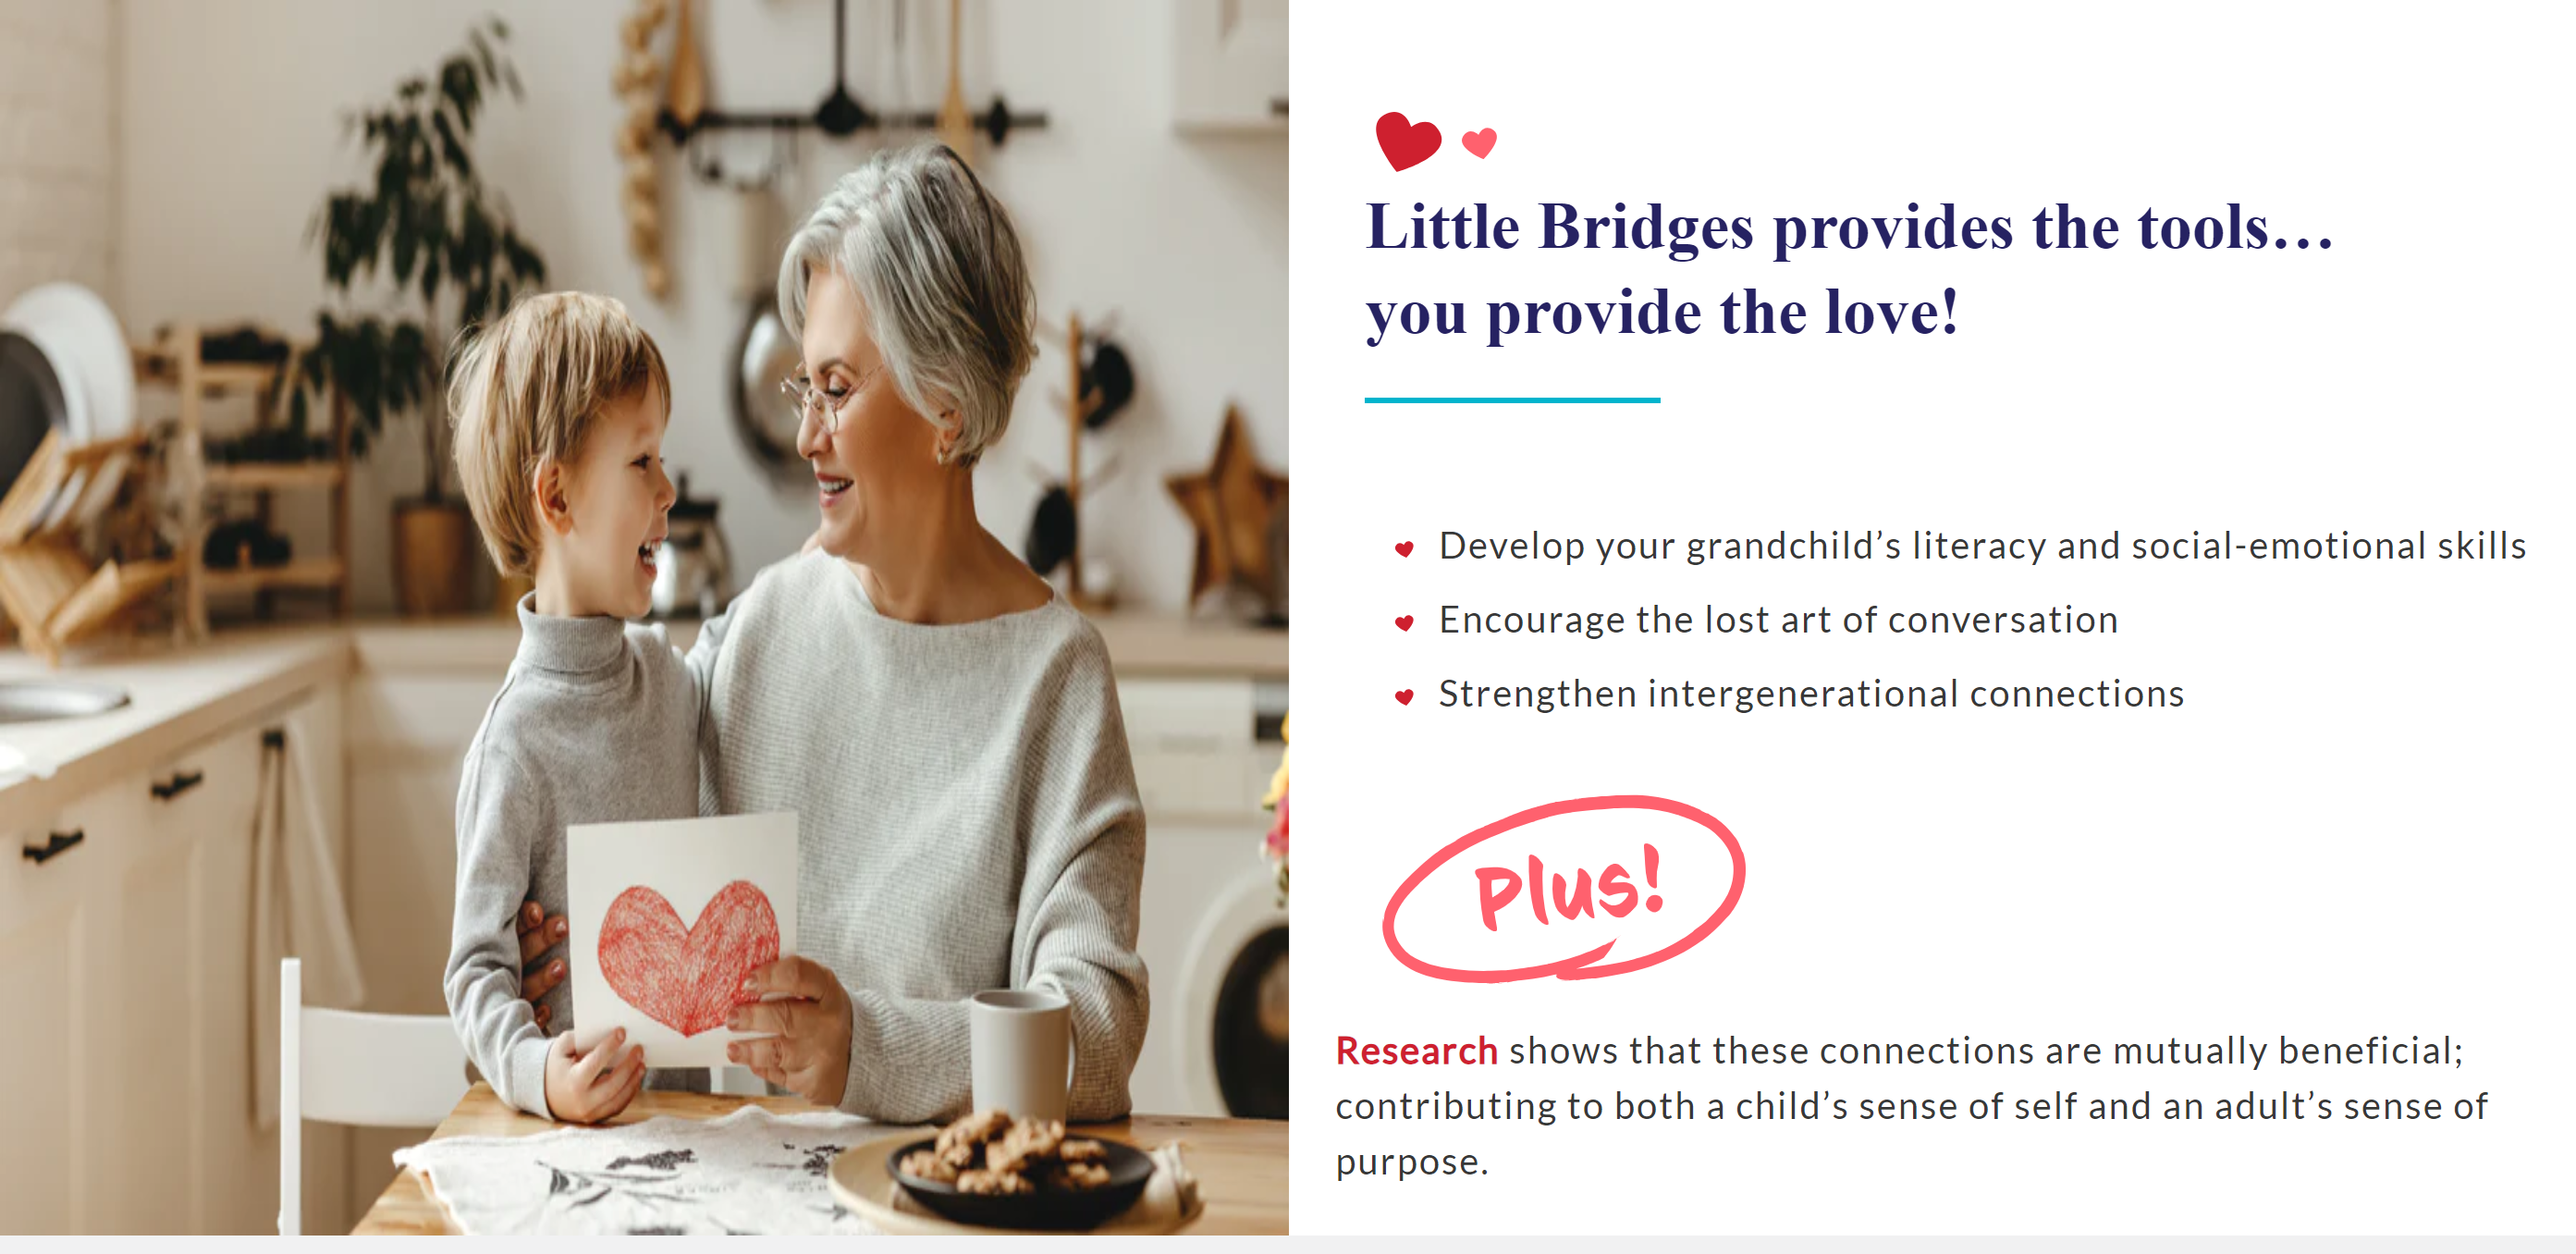 Little Bridges provides the tools…
you provide the love!
Develop your grandchild’s literacy and social-emotional skills
Encourage the lost art of conversation
Strengthen intergenerational connections
Plus!
Research shows that these connections are mutually beneficial;
contributing to both a child’s sense of self and an adult’s sense of
purpose.